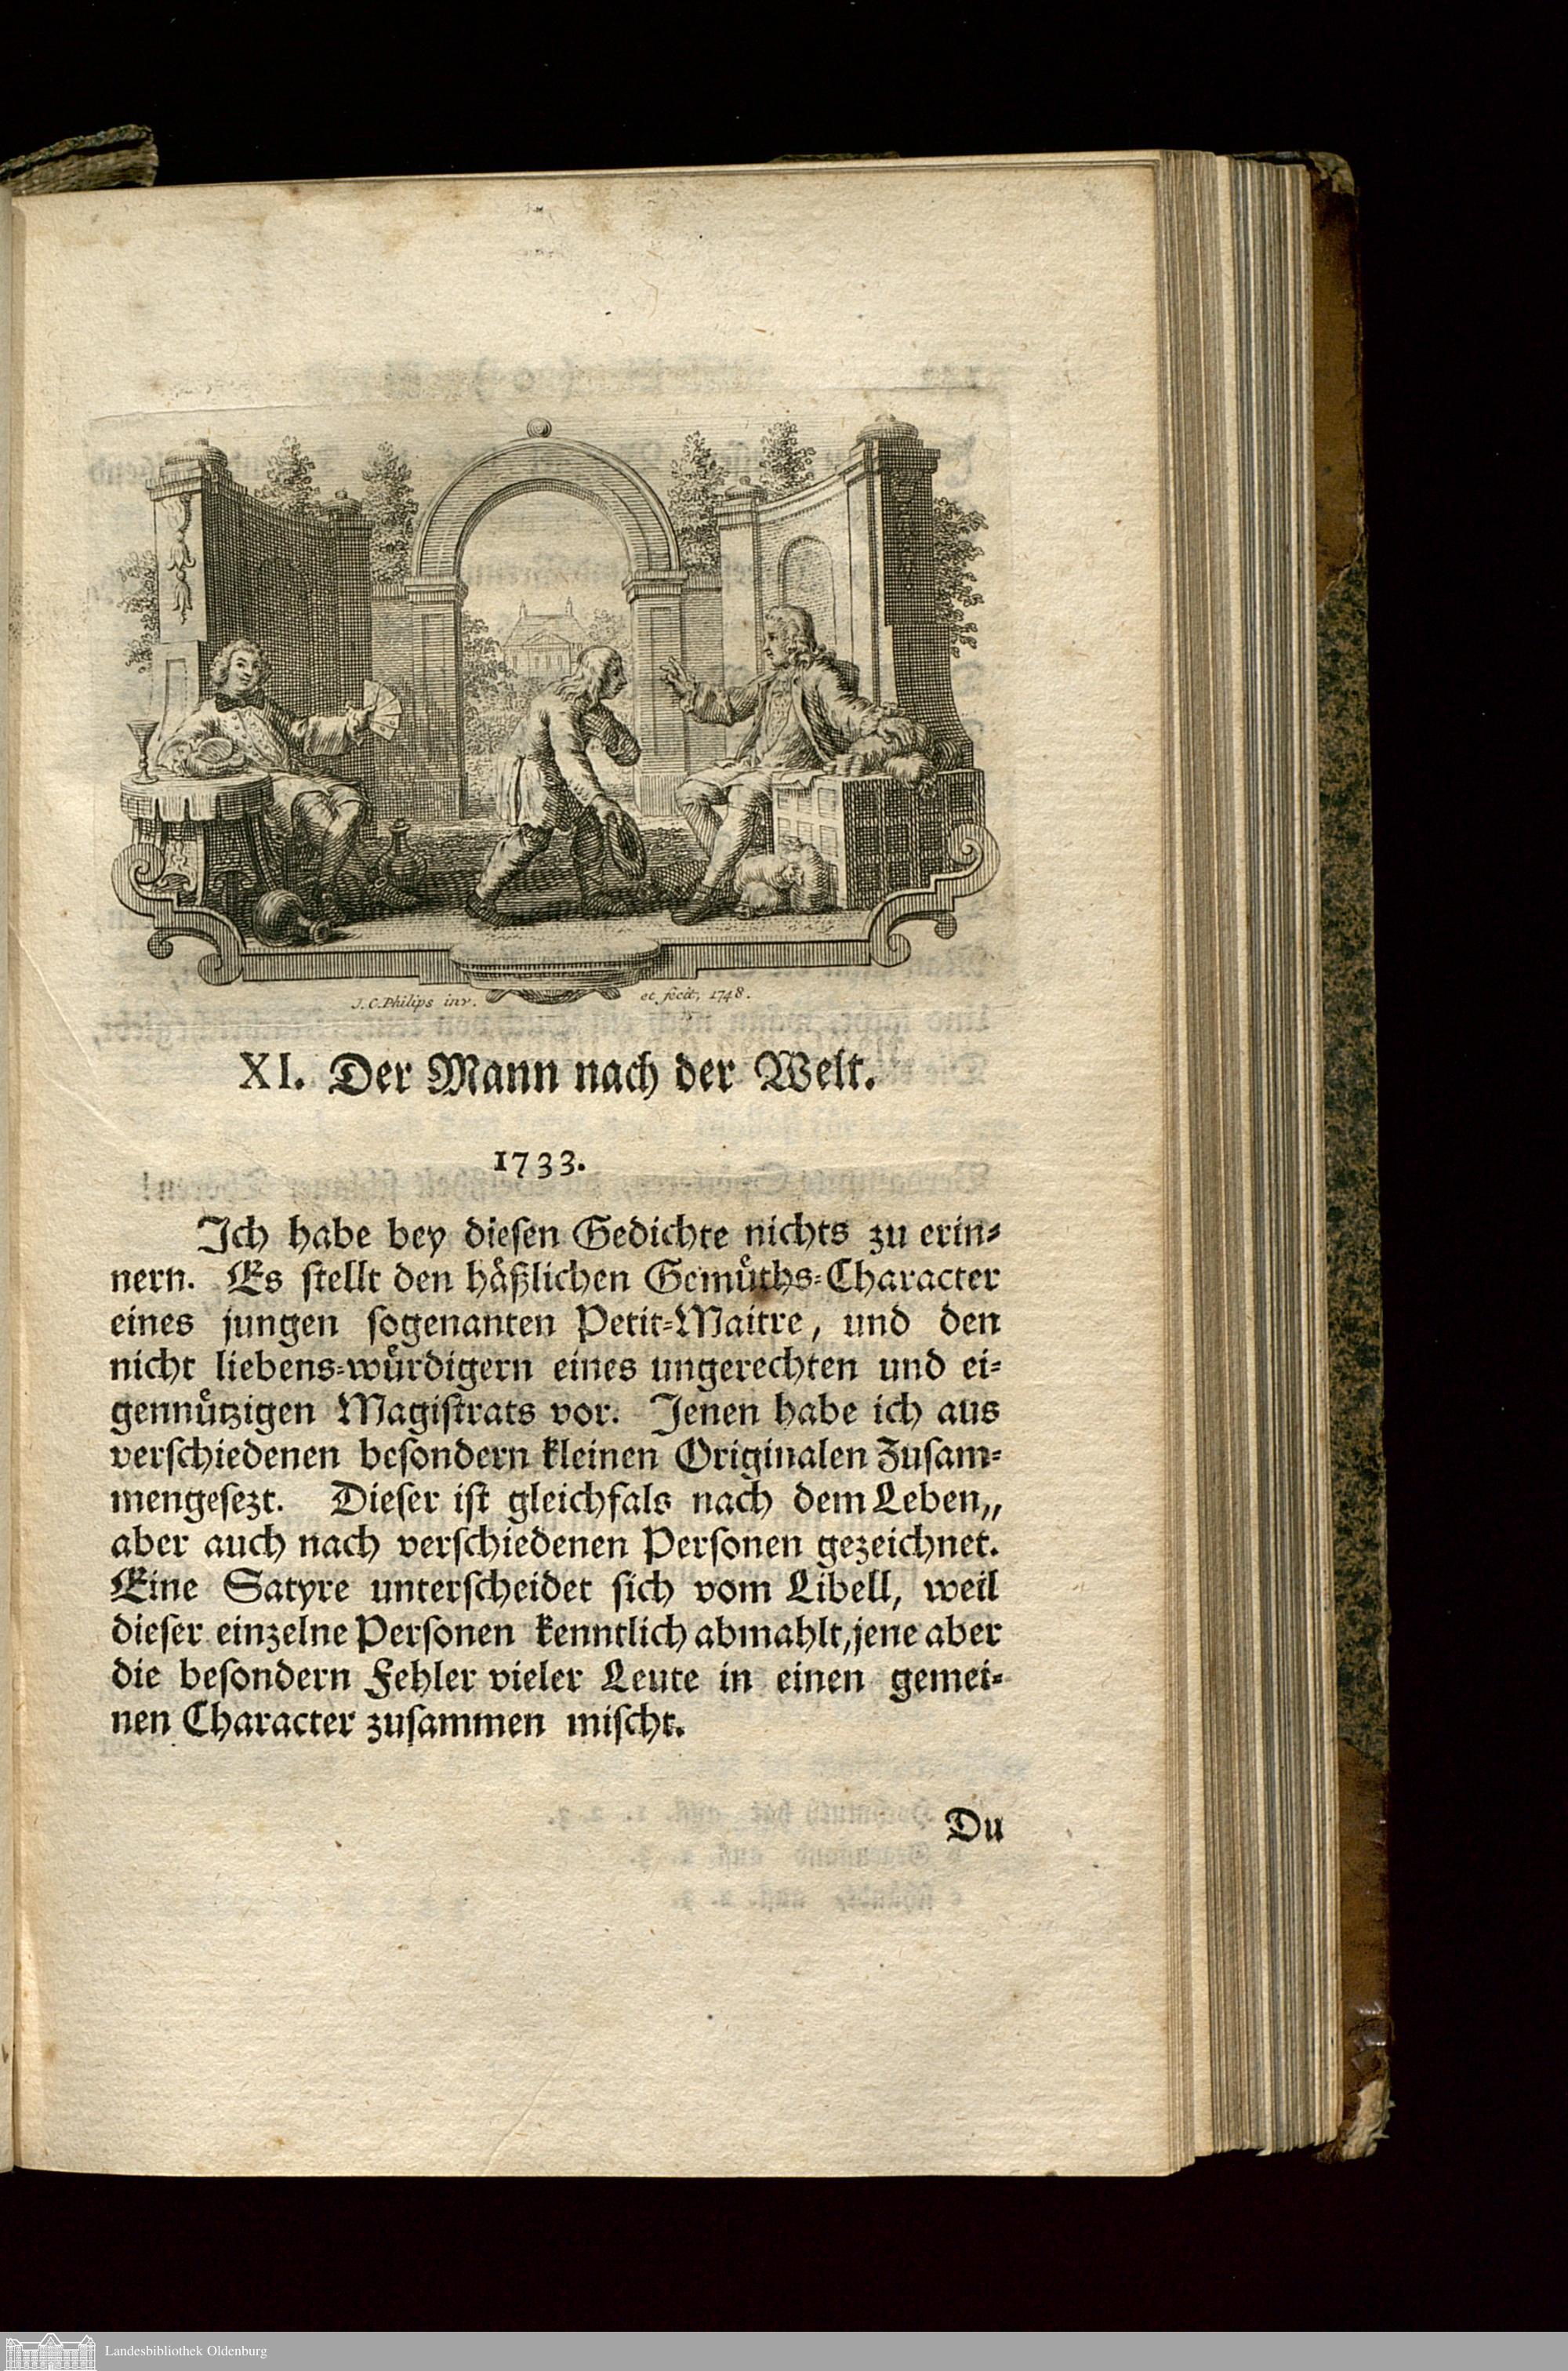 J. C. Philips inv. et fecit, 1748.
XI. Der Mann nach der Welt.
1733.
Ich habe bey diesen Gedichte nichts zu erin⸗
nern. Es stellt den häßlichen Gemüths⸗Character
eines jungen sogenanten Petit⸗Maitre, und den
nicht liebens⸗würdigern eines ungerechten und ei⸗
gennützigen Magistrats vor. Jenen habe ich aus
verschiedenen besondern kleinen Originalen zusam⸗
mengesezt. Dieser ist gleichfals nach dem Leben,,
aber auch nach verschiedenen Personen gezeichnet.
Eine Satyre unterscheidet sich vom Libell, weil
dieser einzelne Personen kenntlich abmahlt, jene aber
die besondern Fehler vieler Leute in einen gemei⸗
nen Character zusammen mischt.
Du
Landesbibliothek Oldenburg